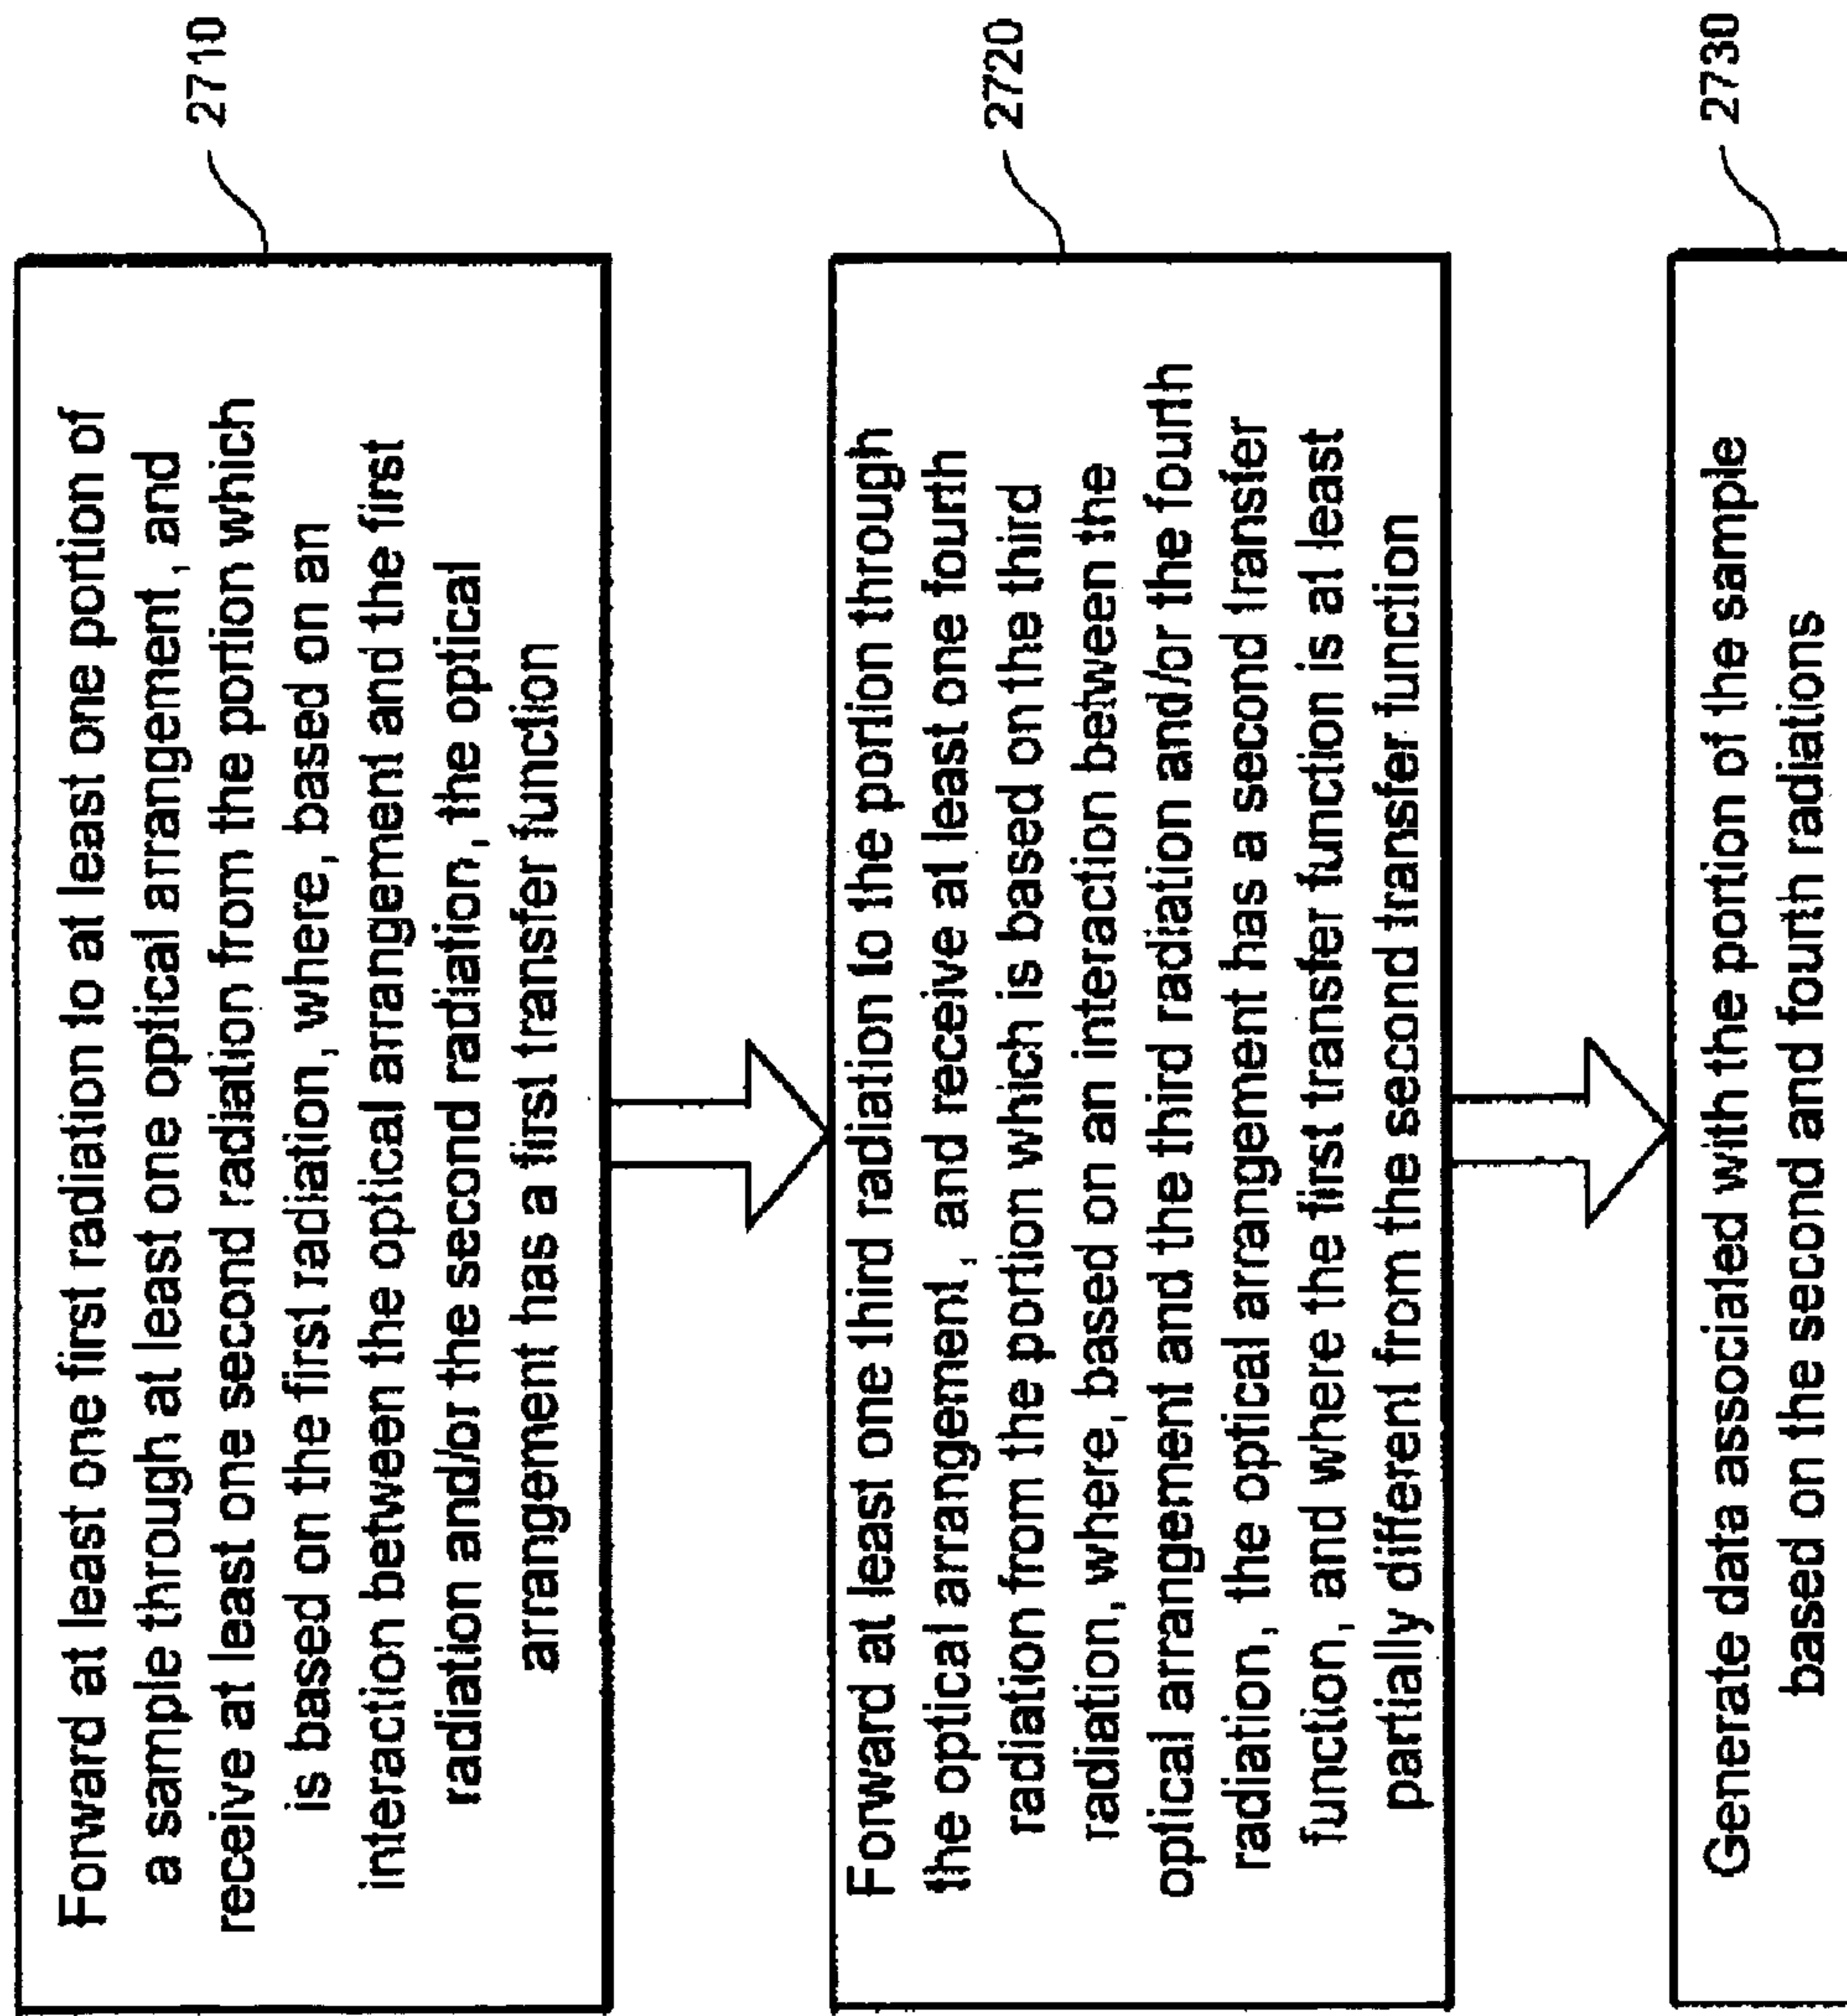 Forward at least one first radiation to at least one portion of
a sample through at least one optical arrangement, and
receive at least one second radiation from the portion which
is based on the first radiation, where, based on an
interaction between the optical arrangement and the first
radiation and/or the second radiation, the optical
arrangement has a first transfer function
2710
Forward at least one third radiation to the portion through
the optical arrangement, and receive at least one fourth
radiation from the portion which is based on the third
radiation, where, based on an interaction between the
optical arrangement and the third radiation and/or the fourth
radiation, the optical arrangement has a second transfer
function, and where the first transfer function is at least
partially different from the second transfer function
2720
Generate data associated with the portion of the sample
based on the second and fourth radiations
2730